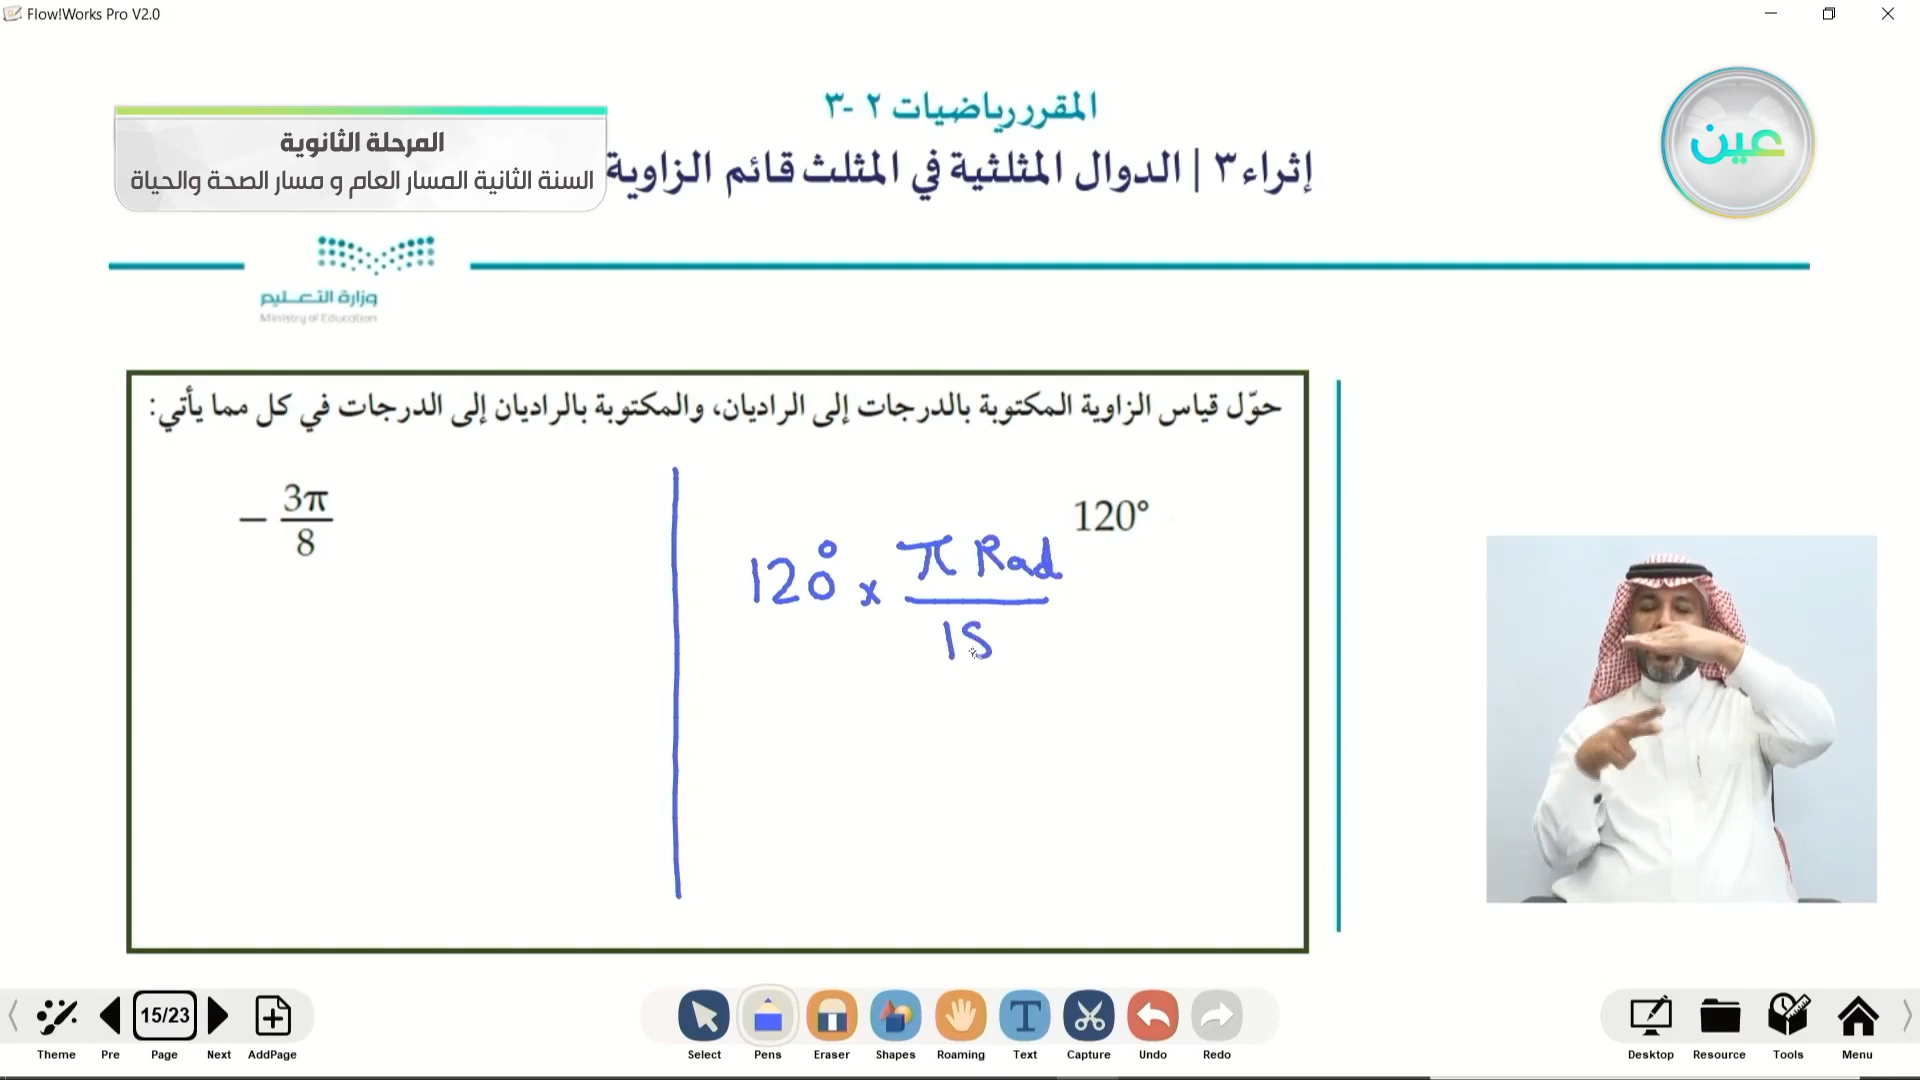 Flow!Works Pro V2.0
المقرر رياضيات ٢ -٣
إثراء ٣ | الدوال المثلثية في المثلث قائم الزاوية
المرحلة الثانوية
السنة الثانية المسار العام و مسار الصحة والحياة
عين
وزارة التعليم
Ministry of Education
حوّل قياس الزاوية المكتوبة بالدرجات إلى الراديان، والمكتوبة بالراديان إلى الدرجات في كل مما يأتي:
120°
120° × π Rad
18
− 3π
8
15/23
Theme Pre Page Next AddPage
Select Pens Eraser Shapes Roaming Text Capture Undo Redo
Desktop Resource Tools Menu